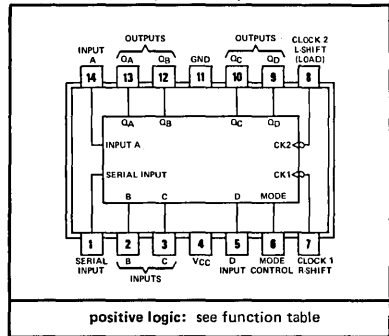 OUTPUTS OUTPUTS CLOCK 2
INPUT L-SHIFT
A QA QB GND QC QD (LOAD)
14 13 12 11 10 9 8
QA QB QC QD
INPUT A CK2
SERIAL INPUT CK1
B C D MODE
1 2 3 4 5 6 7
SERIAL B C VCC D MODE CLOCK 1
INPUT INPUTS INPUT CONTROL R-SHIFT
positive logic: see function table